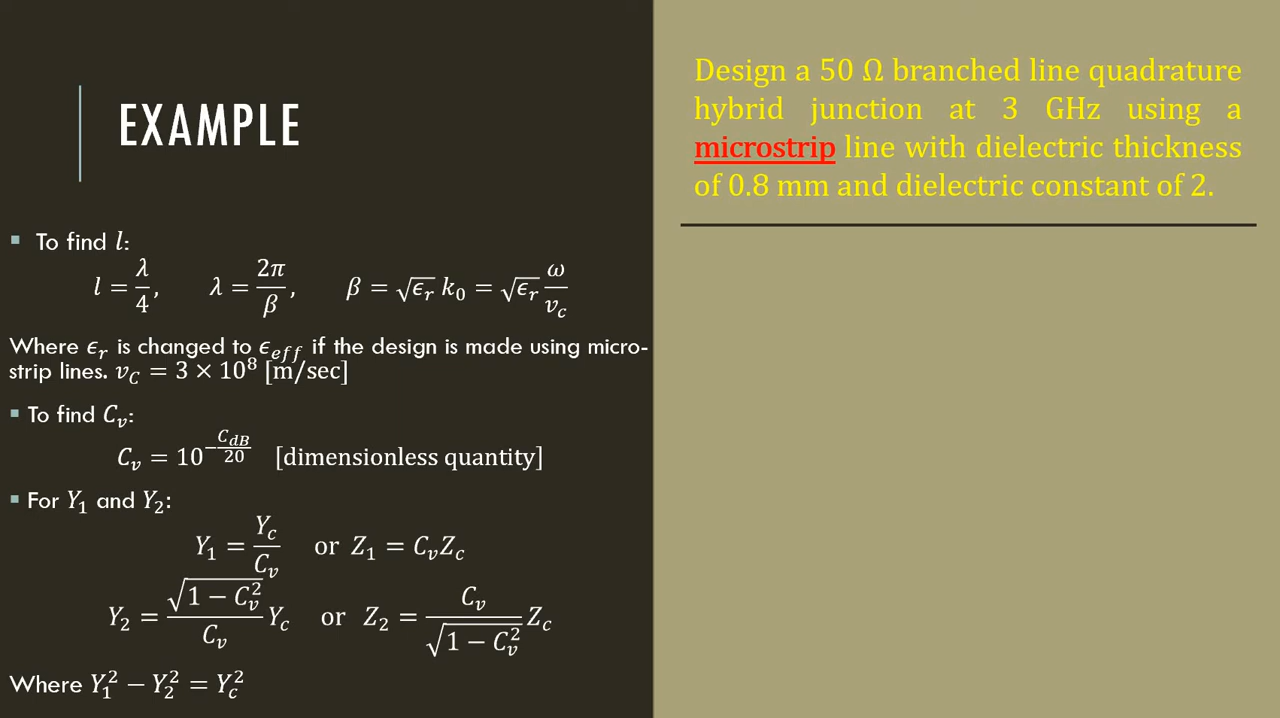 EXAMPLE
▪ To find l:
l = λ/4, λ = 2π/β, β = √ϵ_r k_0 = √ϵ_r ω/v_c
Where ϵ_r is changed to ϵ_eff if the design is made using micro-
strip lines. v_C = 3 × 10^8 [m/sec]
▪ To find C_v:
C_v = 10^(−C_dB/20) [dimensionless quantity]
▪ For Y_1 and Y_2:
Y_1 = Y_c/C_v or Z_1 = C_v Z_c
Y_2 = √(1 − C_v^2)/C_v Y_c or Z_2 = C_v/√(1 − C_v^2) Z_c
Where Y_1^2 − Y_2^2 = Y_c^2
Design a 50 Ω branched line quadrature
hybrid junction at 3 GHz using a
microstrip line with dielectric thickness
of 0.8 mm and dielectric constant of 2.